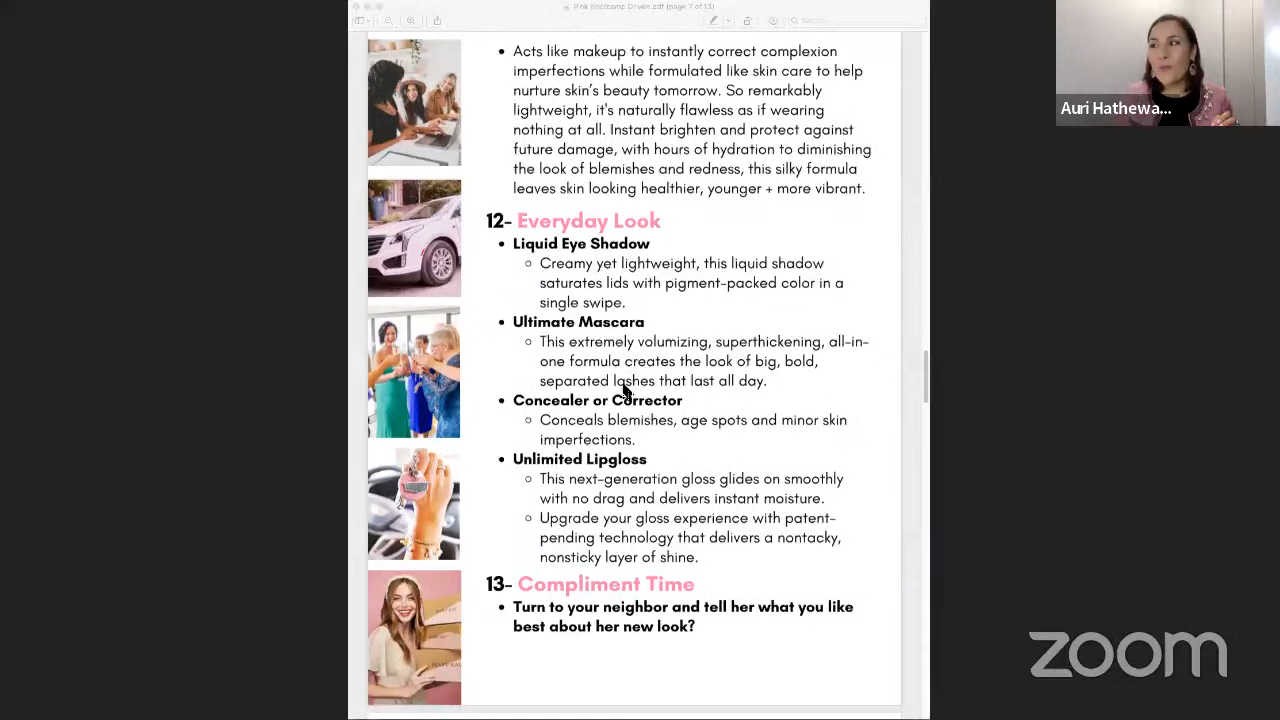 Pink Bootcamp Driven.pdf (page 7 of 13)
Acts like makeup to instantly correct complexion
imperfections while formulated like skin care to help
nurture skin's beauty tomorrow. So remarkably
lightweight, it's naturally flawless as if wearing
nothing at all. Instant brighten and protect against
future damage, with hours of hydration to diminishing
the look of blemishes and redness, this silky formula
leaves skin looking healthier, younger + more vibrant.
12- Everyday Look
Liquid Eye Shadow
Creamy yet lightweight, this liquid shadow
saturates lids with pigment-packed color in a
single swipe.
Ultimate Mascara
This extremely volumizing, superthickening, all-in-
one formula creates the look of big, bold,
separated lashes that last all day.
Concealer or Corrector
Conceals blemishes, age spots and minor skin
imperfections.
Unlimited Lipgloss
This next-generation gloss glides on smoothly
with no drag and delivers instant moisture.
Upgrade your gloss experience with patent-
pending technology that delivers a nontacky,
nonsticky layer of shine.
13- Compliment Time
Turn to your neighbor and tell her what you like
best about her new look?
Auri Hathewa...
zoom